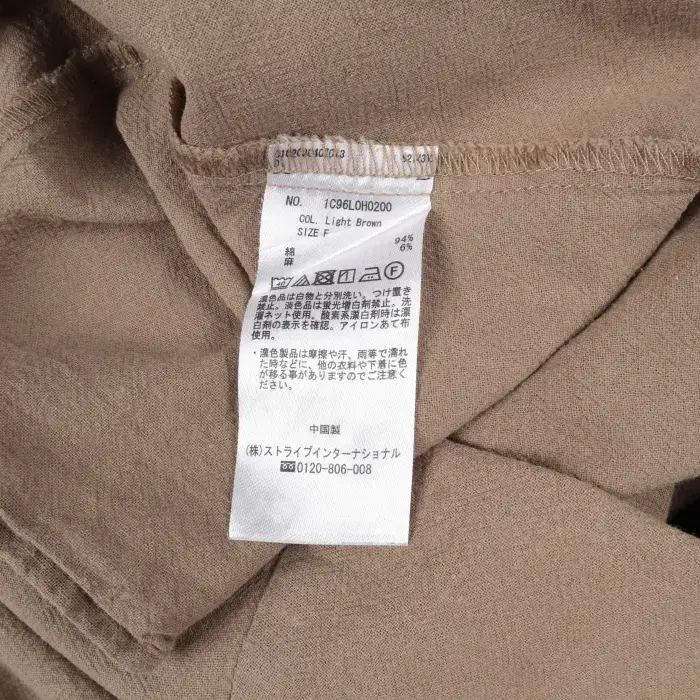 NO. 1C96L0H0200
COL. Light Brown
SIZE F
綿 94%
麻 6%
40 F
濃色品は白物と分別洗い。つけ置き
禁止。淡色品は蛍光増白剤禁止。洗
濯ネット使用。酸素系漂白剤時は漂
白剤の表示を確認。アイロンあて布
使用。
・濃色製品は摩擦や汗、雨等で濡れ
た時などに、他の衣料や下着に色
が移る事がありますのでご注意く
ださい。
中国製
(株)ストライプインターナショナル
0120-806-008